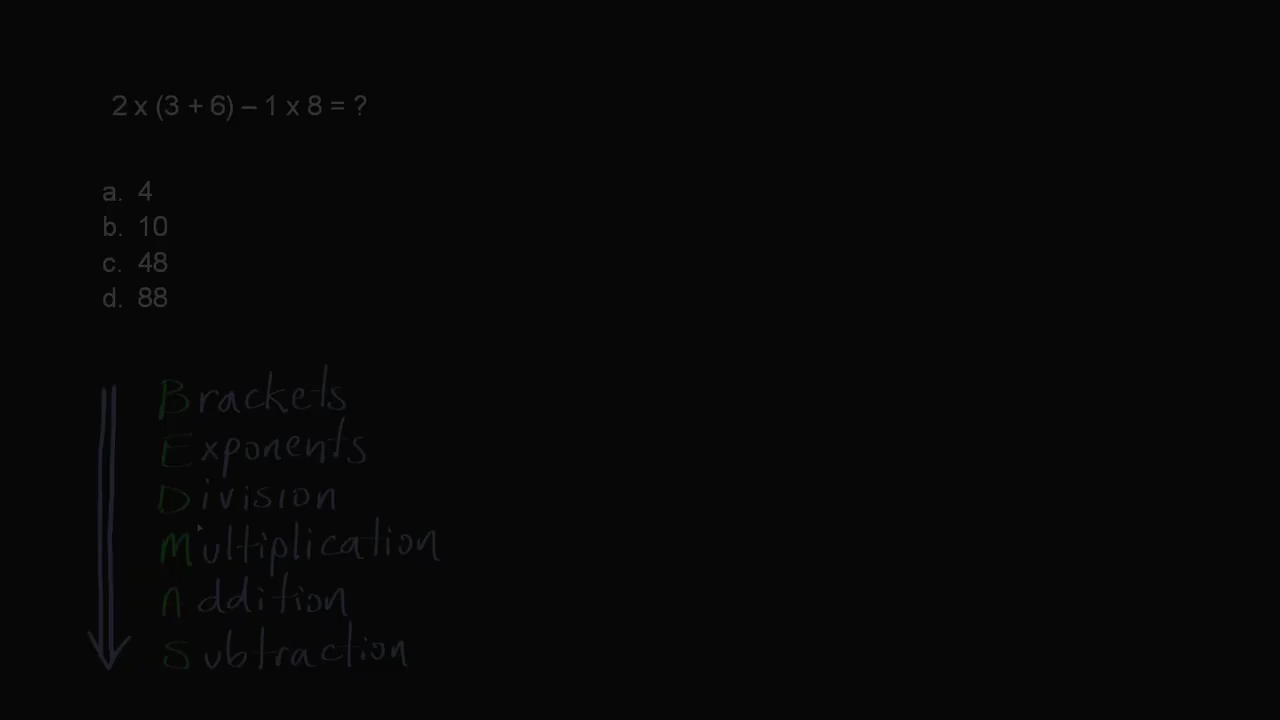 2 x (3 + 6) – 1 x 8 = ?
a. 4
b. 10
c. 48
d. 88
Brackets
Exponents
Division
Multiplication
Addition
Subtraction